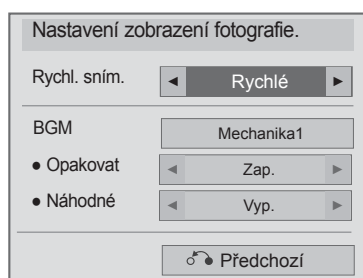 Nastavení zobrazení fotografie.
Rychl. sním. ◄ Rychlé ►
BGM Mechanika1
● Opakovat ◄ Zap. ►
● Náhodné ◄ Vyp. ►
Předchozí